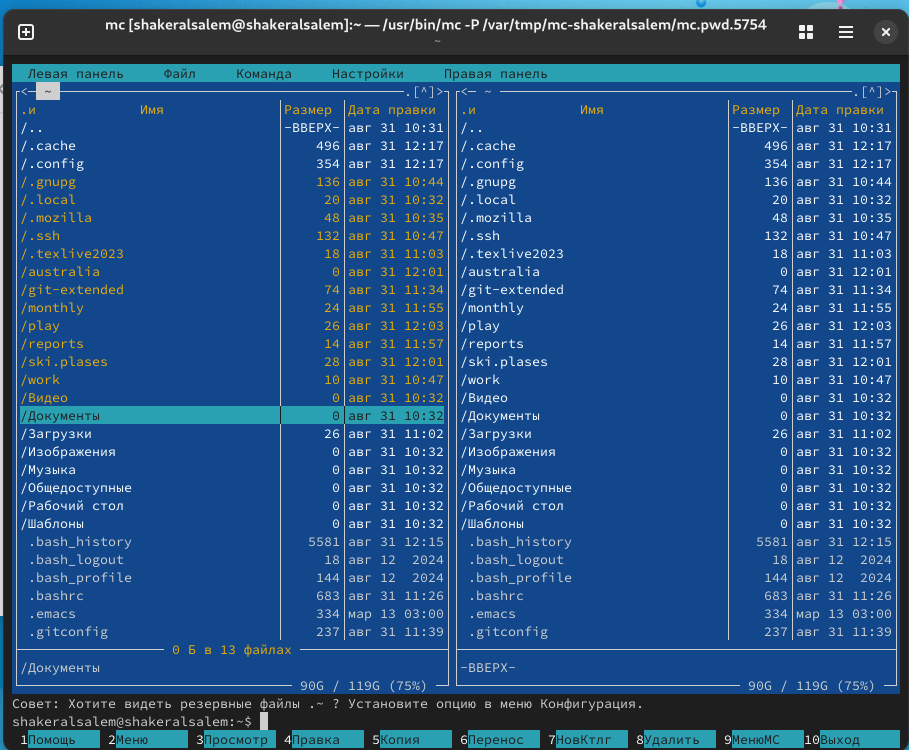 mc [shakeralsalem@shakeralsalem]:~ — /usr/bin/mc -P /var/tmp/mc-shakeralsalem/mc.pwd.5754
~
Левая панель Файл Команда Настройки Правая панель
<─ ~ .[^]> <─ ~ .[^]>
.и Имя Размер Дата правки .и Имя Размер Дата правки
/.. -ВВЕРХ- авг 31 10:31 /.. -ВВЕРХ- авг 31 10:31
/.cache 496 авг 31 12:17 /.cache 496 авг 31 12:17
/.config 354 авг 31 12:17 /.config 354 авг 31 12:17
/.gnupg 136 авг 31 10:44 /.gnupg 136 авг 31 10:44
/.local 20 авг 31 10:32 /.local 20 авг 31 10:32
/.mozilla 48 авг 31 10:35 /.mozilla 48 авг 31 10:35
/.ssh 132 авг 31 10:47 /.ssh 132 авг 31 10:47
/.texlive2023 18 авг 31 11:03 /.texlive2023 18 авг 31 11:03
/australia 0 авг 31 12:01 /australia 0 авг 31 12:01
/git-extended 74 авг 31 11:34 /git-extended 74 авг 31 11:34
/monthly 24 авг 31 11:55 /monthly 24 авг 31 11:55
/play 26 авг 31 12:03 /play 26 авг 31 12:03
/reports 14 авг 31 11:57 /reports 14 авг 31 11:57
/ski.plases 28 авг 31 12:01 /ski.plases 28 авг 31 12:01
/work 10 авг 31 10:47 /work 10 авг 31 10:47
/Видео 0 авг 31 10:32 /Видео 0 авг 31 10:32
/Документы 0 авг 31 10:32 /Документы 0 авг 31 10:32
/Загрузки 26 авг 31 11:02 /Загрузки 26 авг 31 11:02
/Изображения 0 авг 31 10:32 /Изображения 0 авг 31 10:32
/Музыка 0 авг 31 10:32 /Музыка 0 авг 31 10:32
/Общедоступные 0 авг 31 10:32 /Общедоступные 0 авг 31 10:32
/Рабочий стол 0 авг 31 10:32 /Рабочий стол 0 авг 31 10:32
/Шаблоны 0 авг 31 10:32 /Шаблоны 0 авг 31 10:32
.bash_history 5581 авг 31 12:15 .bash_history 5581 авг 31 12:15
.bash_logout 18 авг 12 2024 .bash_logout 18 авг 12 2024
.bash_profile 144 авг 12 2024 .bash_profile 144 авг 12 2024
.bashrc 683 авг 31 11:26 .bashrc 683 авг 31 11:26
.emacs 334 мар 13 03:00 .emacs 334 мар 13 03:00
.gitconfig 237 авг 31 11:39 .gitconfig 237 авг 31 11:39
0 Б в 13 файлах
/Документы -ВВЕРХ-
90G / 119G (75%) 90G / 119G (75%)
Совет: Хотите видеть резервные файлы .~ ? Установите опцию в меню Конфигурация.
shakeralsalem@shakeralsalem:~$
1Помощь 2Меню 3Просмотр 4Правка 5Копия 6Перенос 7НовКтлг 8Удалить 9МенюMC 10Выход